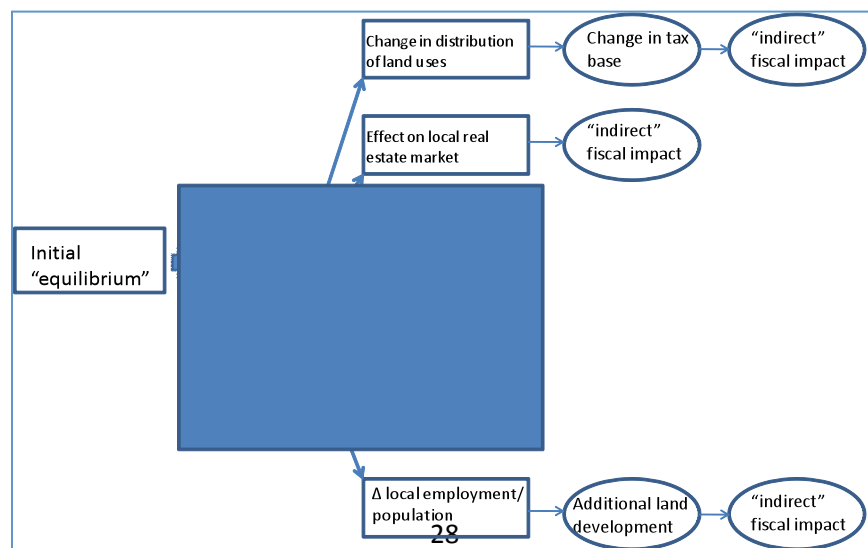 Change in distribution
of land uses
Change in tax
base
“indirect”
fiscal impact
Effect on local real
estate market
“indirect”
fiscal impact
Initial
“equilibrium”
Δ local employment/
population
28
Additional land
development
“indirect”
fiscal impact